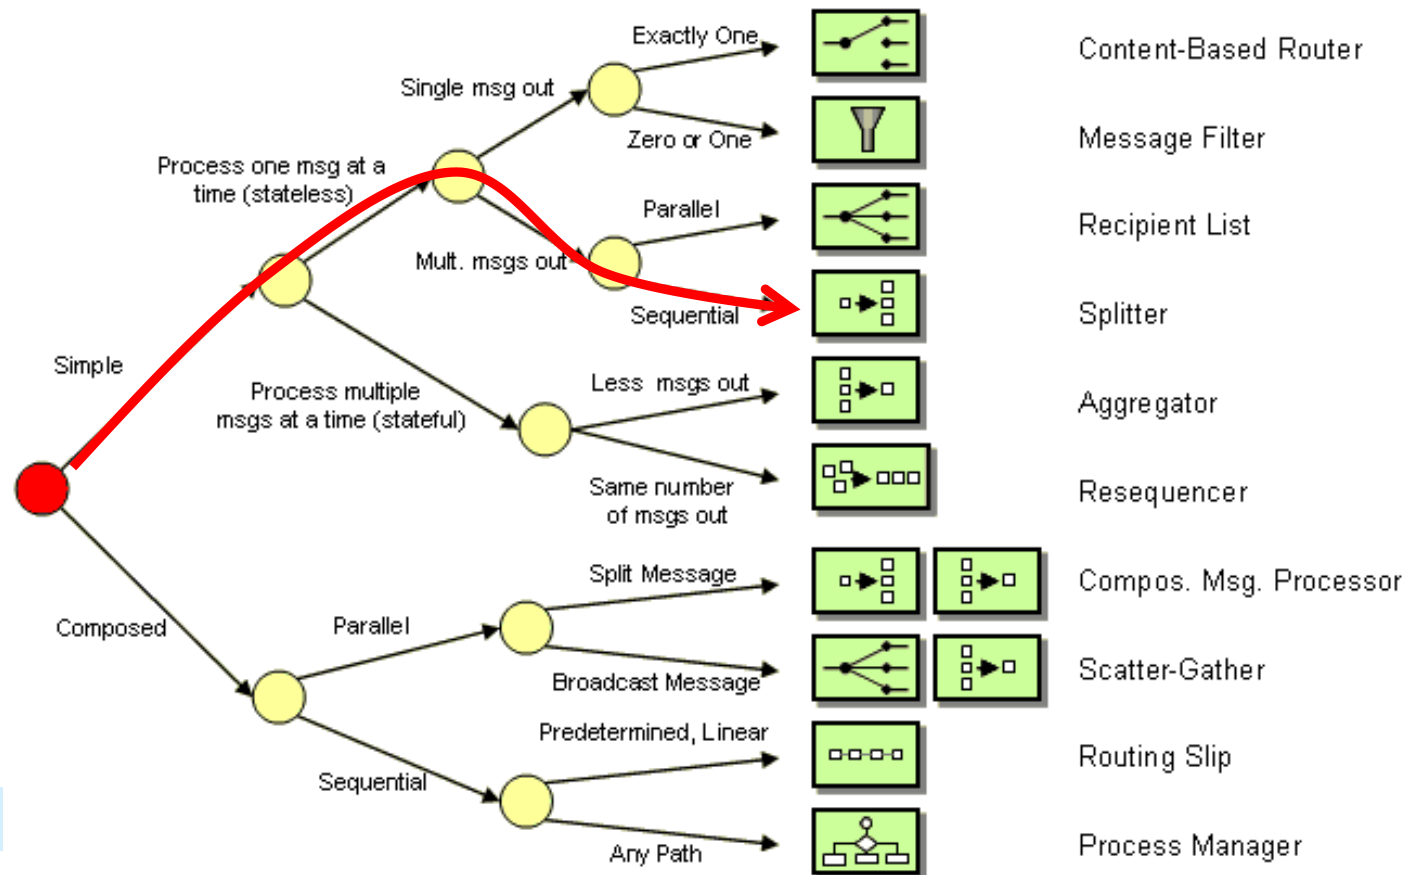 Exactly One
Content-Based Router
Single msg out
Zero or One
Message Filter
Process one msg at a
time (stateless)
Parallel
Recipient List
Mult. msgs out
Sequential
Splitter
Simple
Less msgs out
Process multiple
msgs at a time (stateful)
Aggregator
Same number
of msgs out
Resequencer
Split Message
Compos. Msg. Processor
Composed
Parallel
Broadcast Message
Scatter-Gather
Predetermined, Linear
Routing Slip
Sequential
Any Path
Process Manager